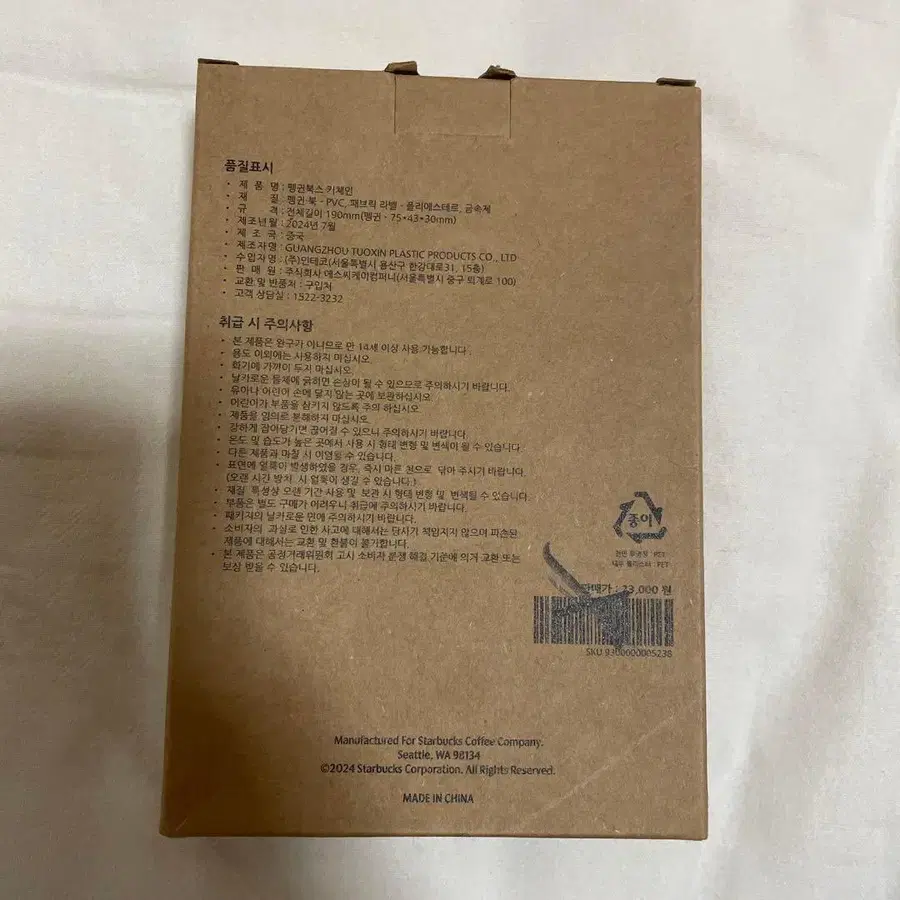 품질표시
· 제 품 명 : 펭귄북스 키체인
· 재 질 : 펭귄·북 - PVC, 패브릭 라벨 - 폴리에스테르, 금속제
· 규 격 : 전체길이 190mm(펭귄 - 75*43*30mm)
· 제조년월 : 2024년 7월
· 제 조 국 : 중국
· 제조자명 : GUANGZHOU TUOXIN PLASTIC PRODUCTS CO., LTD
· 수입자명 : (주)인테코(서울특별시 용산구 한강대로31, 15층)
· 판 매 원 : 주식회사 에스씨케이컴퍼니(서울특별시 중구 퇴계로 100)
· 교환 및 반품처 : 구입처
· 고객 상담실 : 1522-3232
취급 시 주의사항
· 본 제품은 완구가 아니므로 만 14세 이상 사용 가능합니다.
· 용도 이외에는 사용하지 마십시오.
· 화기에 가까이 두지 마십시오.
· 날카로운 물체에 긁히면 손상이 될 수 있으므로 주의하시기 바랍니다.
· 유아나 어린이 손에 닿지 않는 곳에 보관하십시오.
· 어린이가 부품을 삼키지 않도록 주의 하십시오.
· 제품을 임의로 분해하지 마십시오.
· 강하게 잡아당기면 끊어질 수 있으니 주의하시기 바랍니다.
· 온도 및 습도가 높은 곳에서 사용 시 형태 변형 및 변색이 될 수 있습니다.
· 다른 제품과 마찰 시 이염될 수 있습니다.
· 표면에 얼룩이 발생하였을 경우, 즉시 마른 천으로 닦아 주시기 바랍니다.
(오랜 시간 방치 시 얼룩이 생길 수 있습니다.)
· 재질 특성상 오랜 기간 사용 및 보관 시 형태 변형 및 변색될 수 있습니다.
· 부품은 별도 구매가 어려우니 취급에 주의하시기 바랍니다.
· 패키지의 날카로운 면에 주의하시기 바랍니다.
· 소비자의 과실로 인한 사고에 대해서는 당사가 책임지지 않으며 파손된
제품에 대해서는 교환 및 환불이 불가합니다.
· 본 제품은 공정거래위원회 고시 소비자 분쟁 해결 기준에 의거 교환 또는
보상 받을 수 있습니다.
종이
PET
PET
판매가 : 23,000 원
SKU 9300000005238
Manufactured For Starbucks Coffee Company.
Seattle, WA 98134
©2024 Starbucks Corporation. All Rights Reserved.
MADE IN CHINA